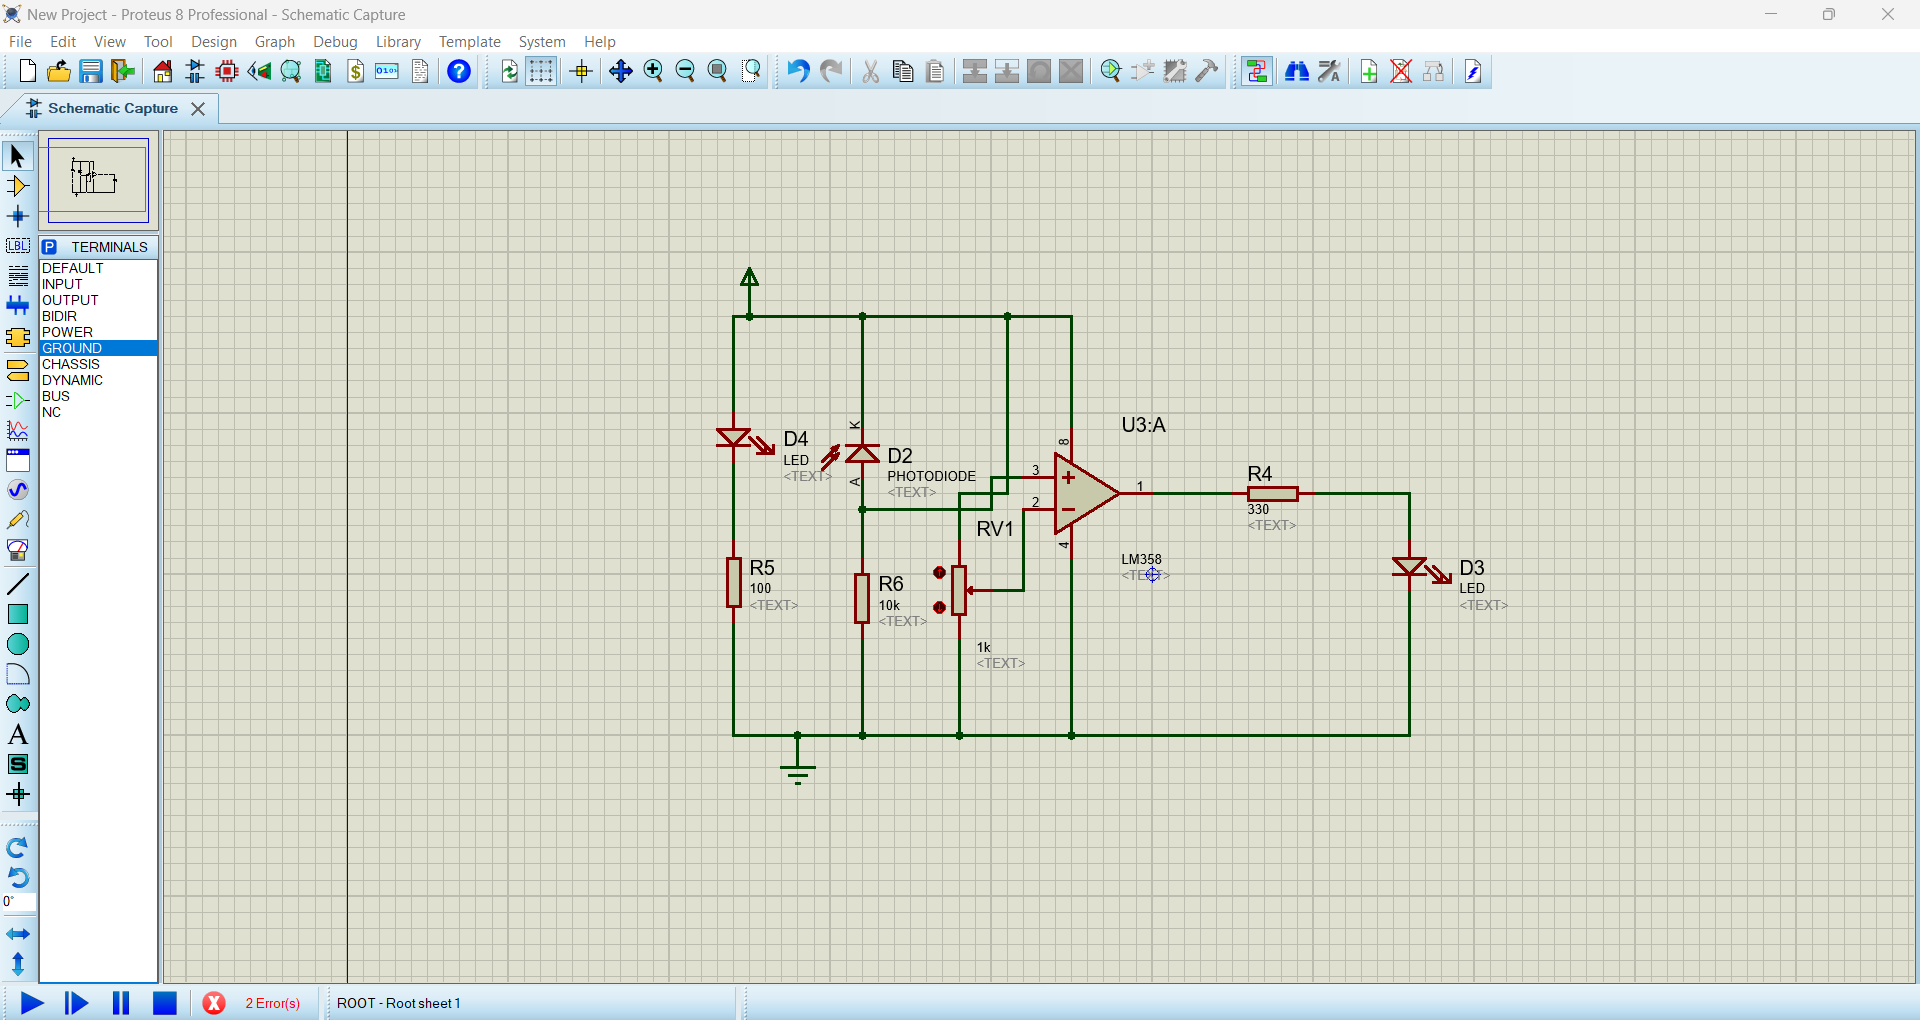 New Project - Proteus 8 Professional - Schematic Capture
File Edit View Tool Design Graph Debug Library Template System Help
Schematic Capture
TERMINALS
DEFAULT
INPUT
OUTPUT
BIDIR
POWER
GROUND
CHASSIS
DYNAMIC
BUS
NC
LBL
A
S
0°
P
$
0101
?
D4
LED
<TEXT>
K
A
D2
PHOTODIODE
<TEXT>
U3:A
8
3
2
1
4
LM358
<TEXT>
R4
330
<TEXT>
D3
LED
<TEXT>
R5
100
<TEXT>
R6
10k
<TEXT>
RV1
1k
<TEXT>
2 Error(s)
ROOT - Root sheet 1